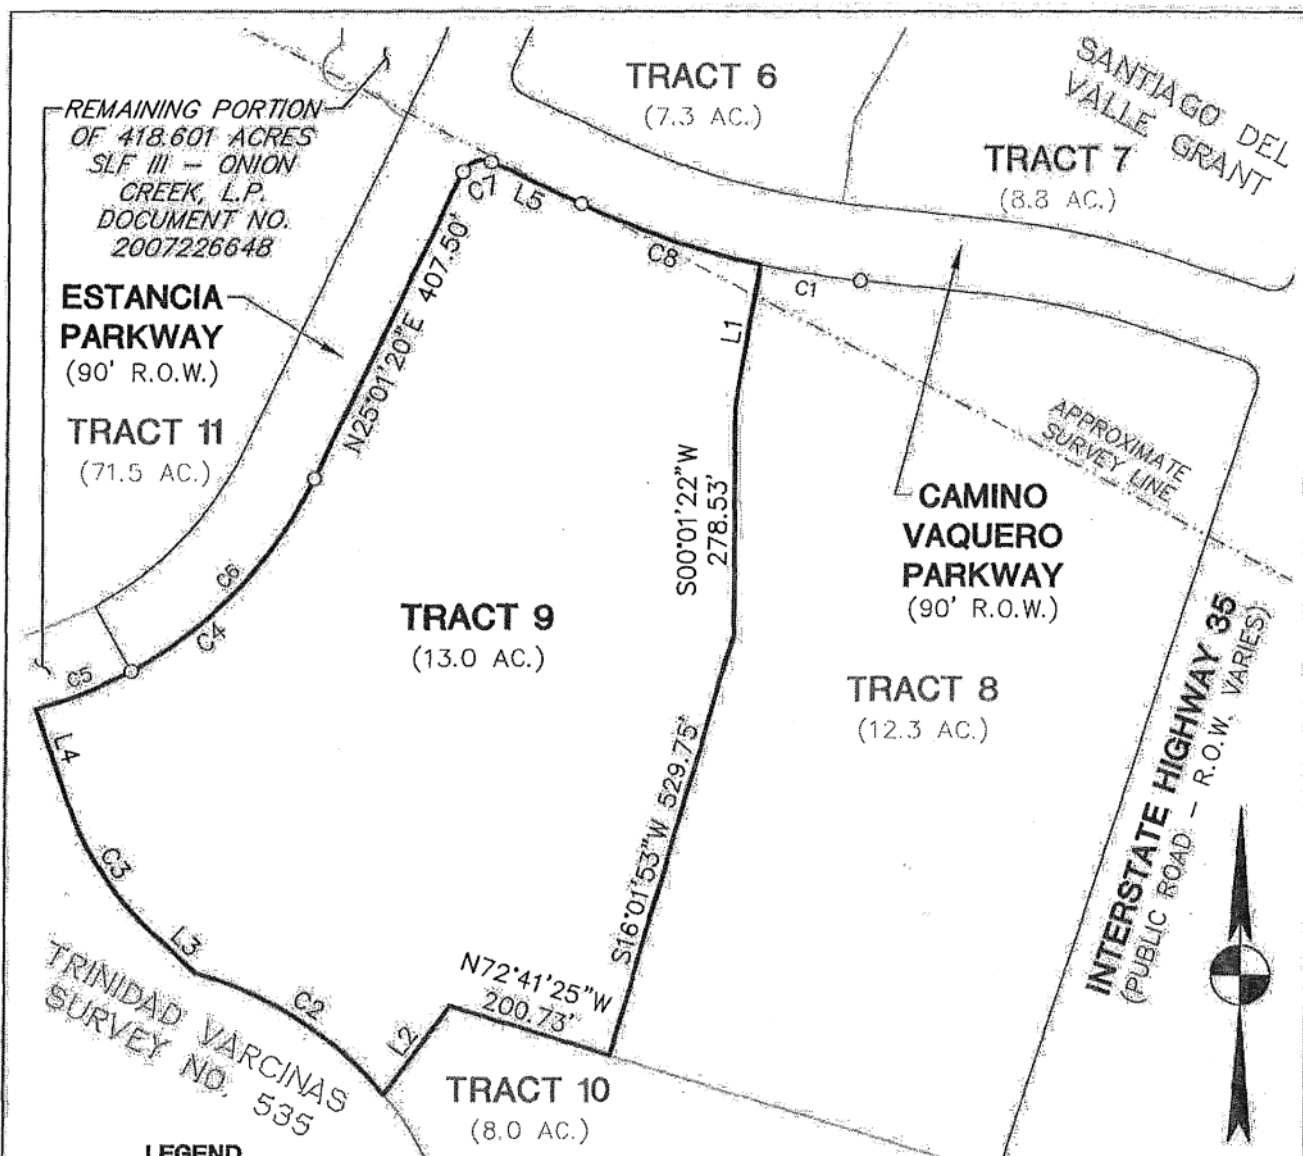 TRACT 6
(7.3 AC.)
SANTIAGO DEL
VALLE GRANT
TRACT 7
(8.8 AC.)
REMAINING PORTION
OF 418.601 ACRES
SLF III – ONION
CREEK, L.P.
DOCUMENT NO.
2007226648
ESTANCIA
PARKWAY
(90' R.O.W.)
TRACT 11
(71.5 AC.)
C7
L5
C8
C1
L1
N25°01'20"E 407.50'
APPROXIMATE
SURVEY LINE
S00°01'22"W
278.53'
CAMINO
VAQUERO
PARKWAY
(90' R.O.W.)
C6
C4
C5
TRACT 9
(13.0 AC.)
TRACT 8
(12.3 AC.)
INTERSTATE HIGHWAY 35
(PUBLIC ROAD – R.O.W. VARIES)
L4
C3
L3
C2
L2
S16°01'53"W 529.75'
N72°41'25"W
200.73'
TRINIDAD VARCINAS
SURVEY NO. 535
TRACT 10
(8.0 AC.)
LEGEND